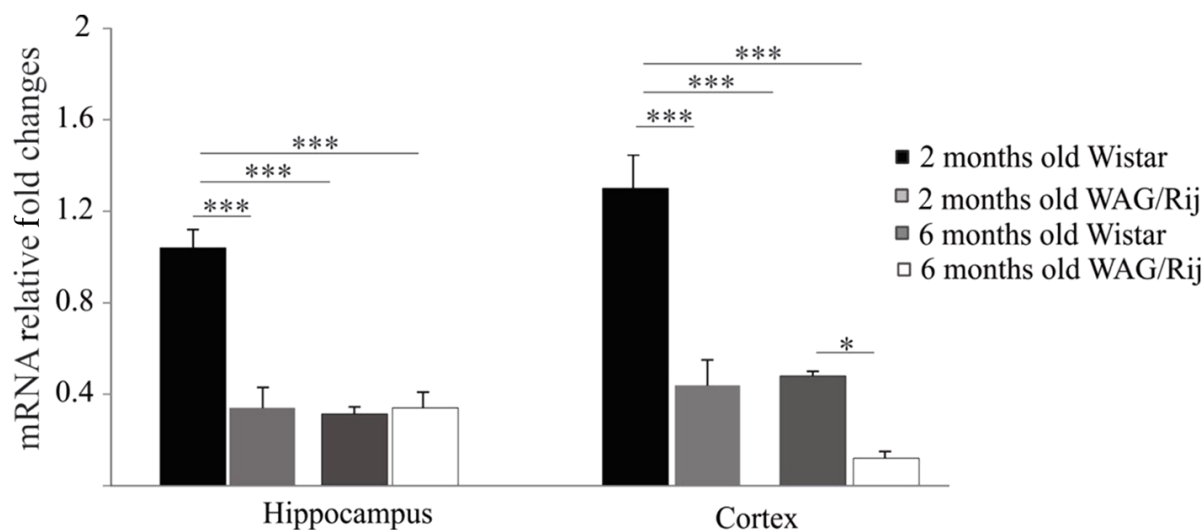 mRNA relative fold changes
2
1.6
1.2
0.8
0.4
***
***
***
***
***
***
*
Hippocampus
Cortex
2 months old Wistar
2 months old WAG/Rij
6 months old Wistar
6 months old WAG/Rij